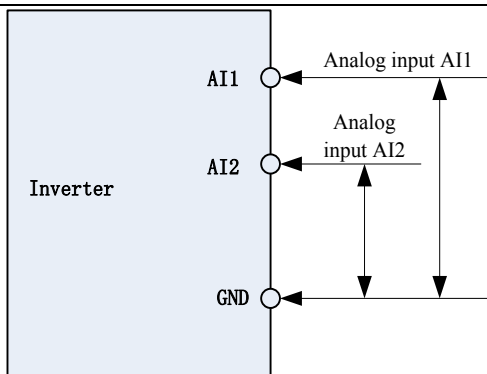 AI1
Analog input AI1
Analog
input AI2
AI2
Inverter
GND